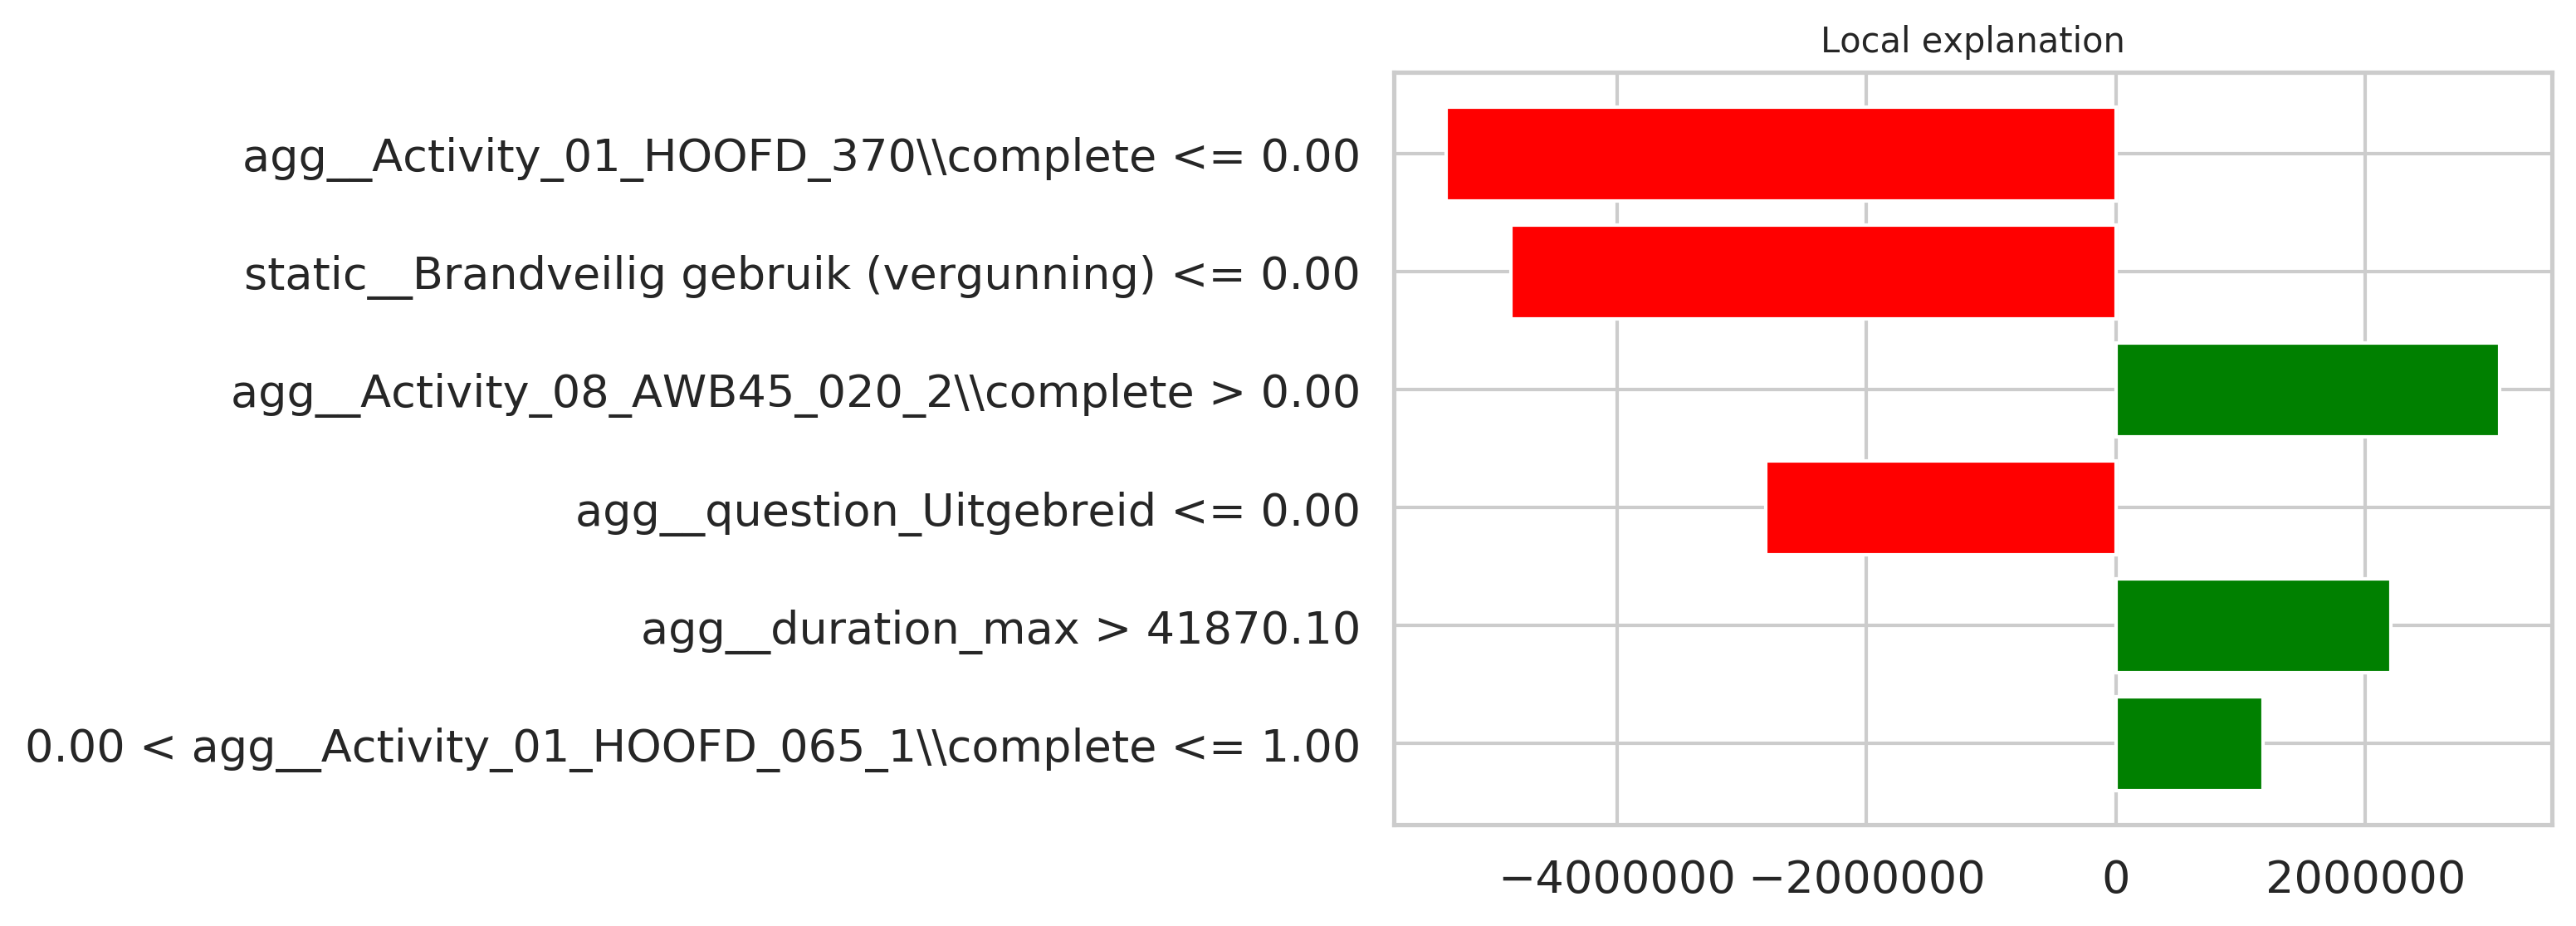 Local explanation
agg__Activity_01_HOOFD_370\\complete <= 0.00
static__Brandveilig gebruik (vergunning) <= 0.00
agg__Activity_08_AWB45_020_2\\complete > 0.00
agg__question_Uitgebreid <= 0.00
agg__duration_max > 41870.10
0.00 < agg__Activity_01_HOOFD_065_1\\complete <= 1.00
−4000000 −2000000 0 2000000